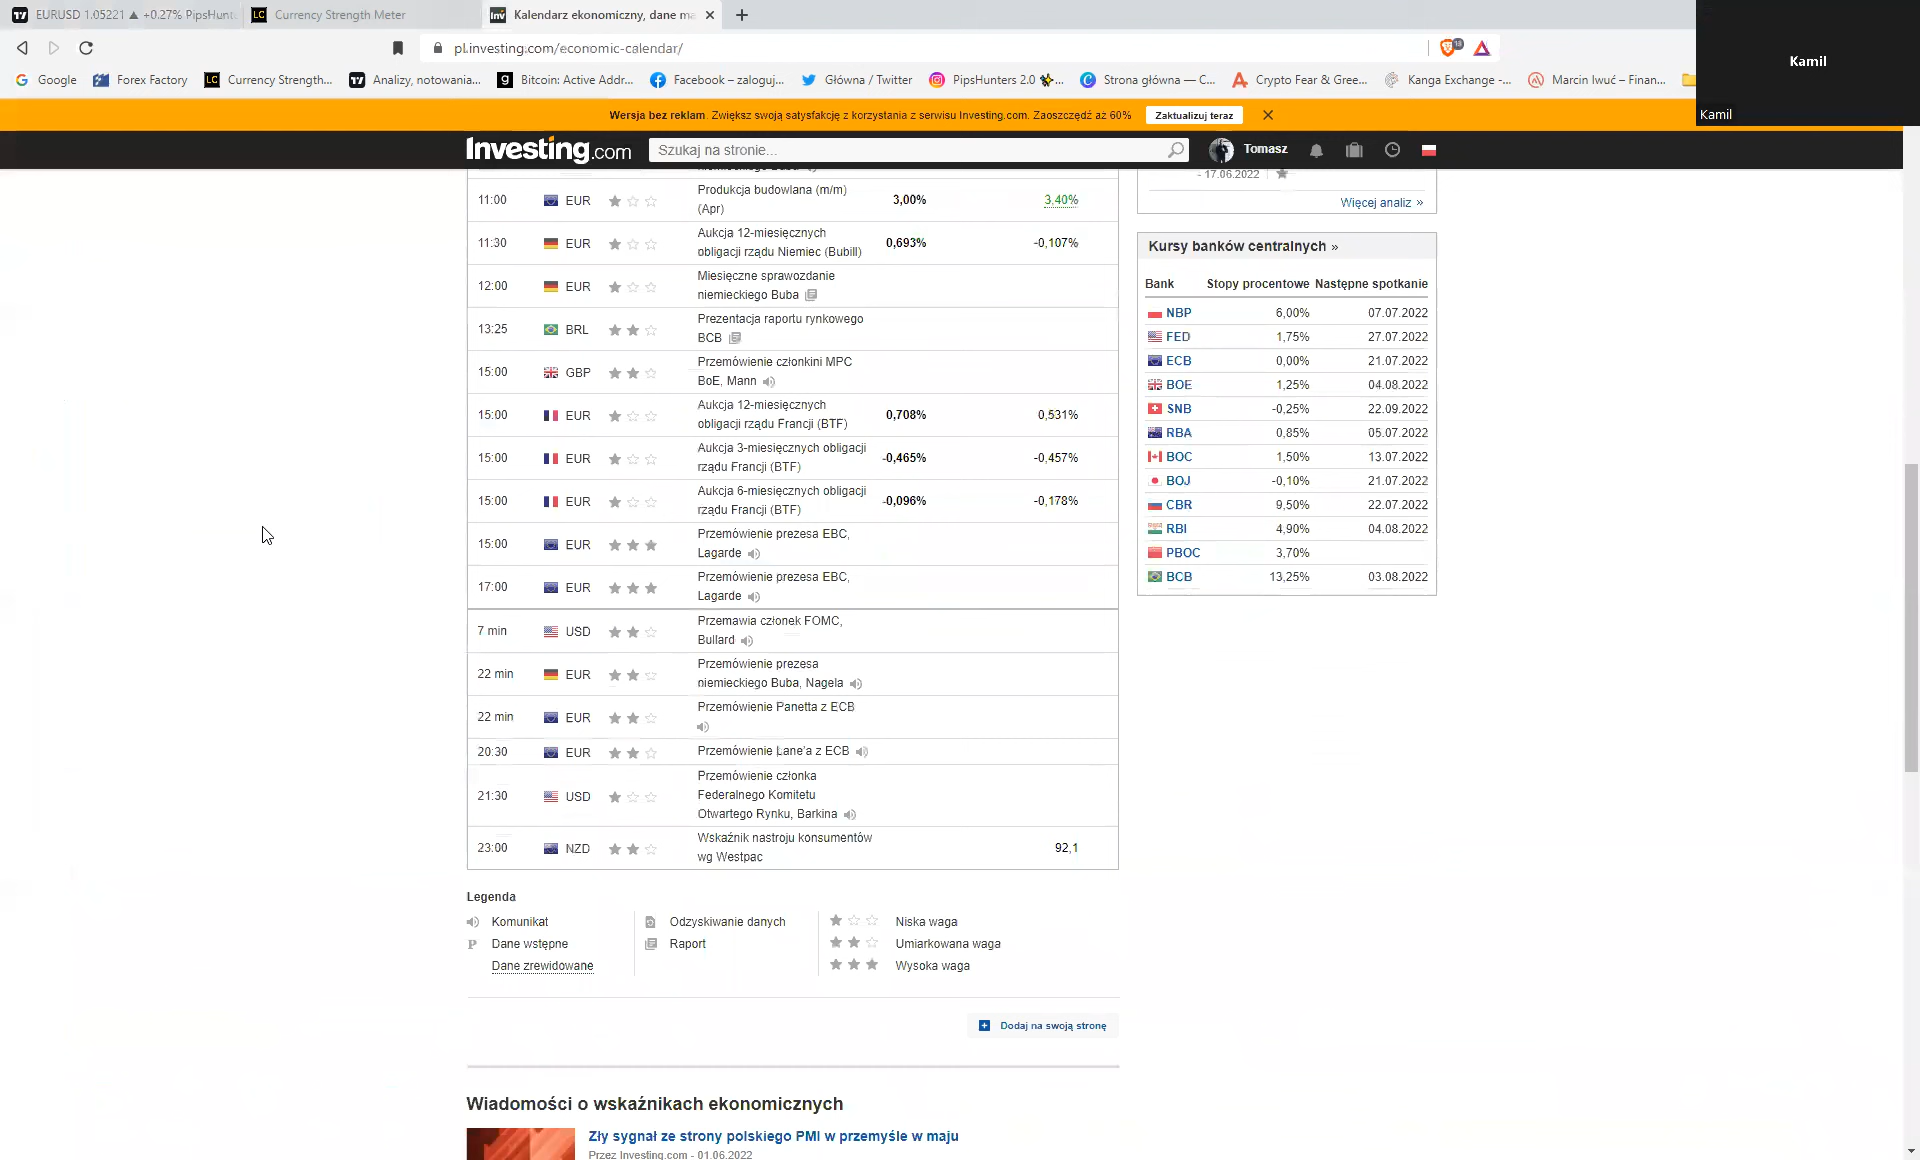 EURUSD 1.05221 ▲ +0.27% PipsHunt
Currency Strength Meter
Kalendarz ekonomiczny, dane ma
pl.investing.com/economic-calendar/
Google
Forex Factory
Currency Strength...
Analizy, notowania...
Bitcoin: Active Addr...
Facebook – zaloguj...
Główna / Twitter
PipsHunters 2.0
Strona główna — C...
Crypto Fear & Gree...
Kanga Exchange -...
Marcin Iwuć – Finan...
Kamil
Kamil
Wersja bez reklam. Zwiększ swoją satysfakcję z korzystania z serwisu Investing.com. Zaoszczędź aż 60%
Zaktualizuj teraz
Investing.com
Szukaj na stronie...
Tomasz
11:00 EUR Produkcja budowlana (m/m) 3,00% 3,40%
(Apr)
11:30 EUR Aukcja 12-miesięcznych 0,693% -0,107%
obligacji rządu Niemiec (Bubill)
12:00 EUR Miesięczne sprawozdanie
niemieckiego Buba
13:25 BRL Prezentacja raportu rynkowego
BCB
15:00 GBP Przemówienie członkini MPC
BoE, Mann
15:00 EUR Aukcja 12-miesięcznych 0,708% 0,531%
obligacji rządu Francji (BTF)
15:00 EUR Aukcja 3-miesięcznych obligacji -0,465% -0,457%
rządu Francji (BTF)
15:00 EUR Aukcja 6-miesięcznych obligacji -0,096% -0,178%
rządu Francji (BTF)
15:00 EUR Przemówienie prezesa EBC,
Lagarde
17:00 EUR Przemówienie prezesa EBC,
Lagarde
7 min USD Przemawia członek FOMC,
Bullard
22 min EUR Przemówienie prezesa
niemieckiego Buba, Nagela
22 min EUR Przemówienie Panetta z ECB
20:30 EUR Przemówienie Lane'a z ECB
21:30 USD Przemówienie członka
Federalnego Komitetu
Otwartego Rynku, Barkina
23:00 NZD Wskaźnik nastroju konsumentów 92,1
wg Westpac
Legenda
Komunikat
Dane wstępne
Dane zrewidowane
Odzyskiwanie danych
Raport
Niska waga
Umiarkowana waga
Wysoka waga
Dodaj na swoją stronę
Wiadomości o wskaźnikach ekonomicznych
Zły sygnał ze strony polskiego PMI w przemyśle w maju
Przez Investing.com - 01.06.2022
- 17.06.2022
Więcej analiz »
Kursy banków centralnych »
Bank Stopy procentowe Następne spotkanie
NBP 6,00% 07.07.2022
FED 1,75% 27.07.2022
ECB 0,00% 21.07.2022
BOE 1,25% 04.08.2022
SNB -0,25% 22.09.2022
RBA 0,85% 05.07.2022
BOC 1,50% 13.07.2022
BOJ -0,10% 21.07.2022
CBR 9,50% 22.07.2022
RBI 4,90% 04.08.2022
PBOC 3,70%
BCB 13,25% 03.08.2022